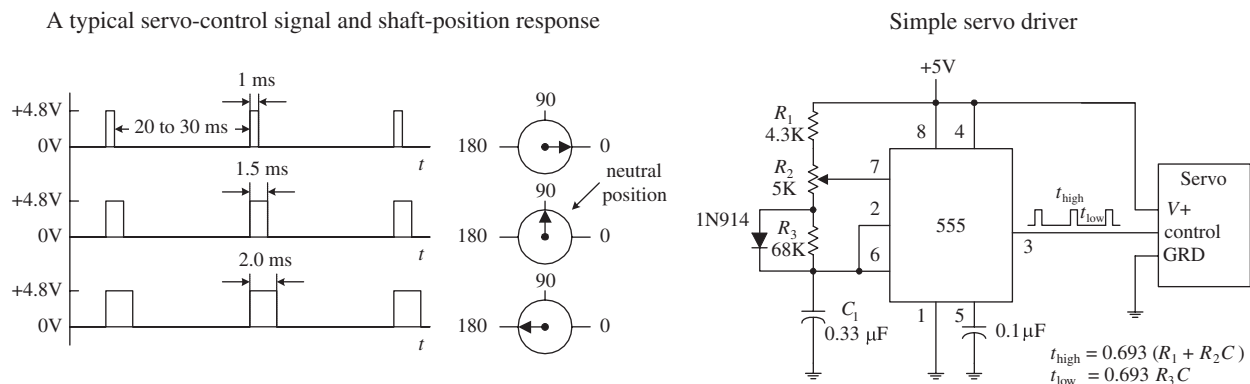 A typical servo-control signal and shaft-position response
1 ms
+4.8V
0V
20 to 30 ms
t
90
180
0
1.5 ms
+4.8V
0V
t
neutral
position
90
180
0
2.0 ms
+4.8V
0V
t
90
180
0
Simple servo driver
+5V
R1
4.3K
8
4
R2
5K
7
1N914
2
R3
68K
6
555
3
thigh
tlow
Servo
V+
control
GRD
C1
0.33 μF
1
5
0.1μF
thigh = 0.693 (R1 + R2C)
tlow = 0.693 R3C